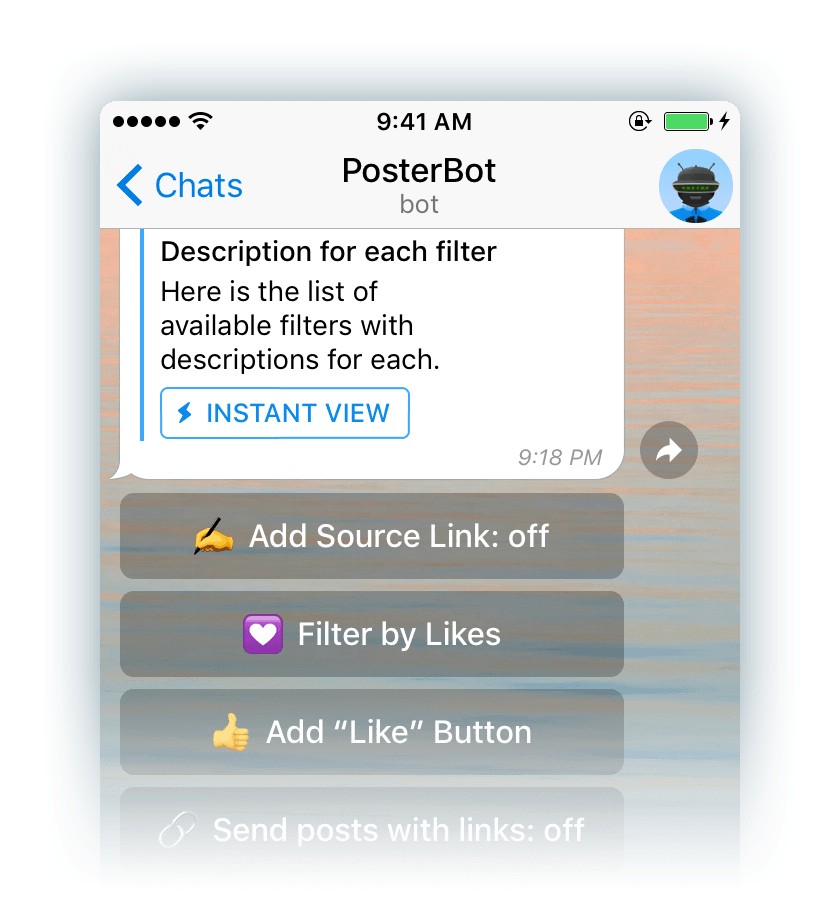 9:41 AM
Chats
PosterBot
bot
Description for each filter
Here is the list of
available filters with
descriptions for each.
INSTANT VIEW
9:18 PM
✍️ Add Source Link: off
💟 Filter by Likes
👍 Add “Like” Button
🔗 Send posts with links: off